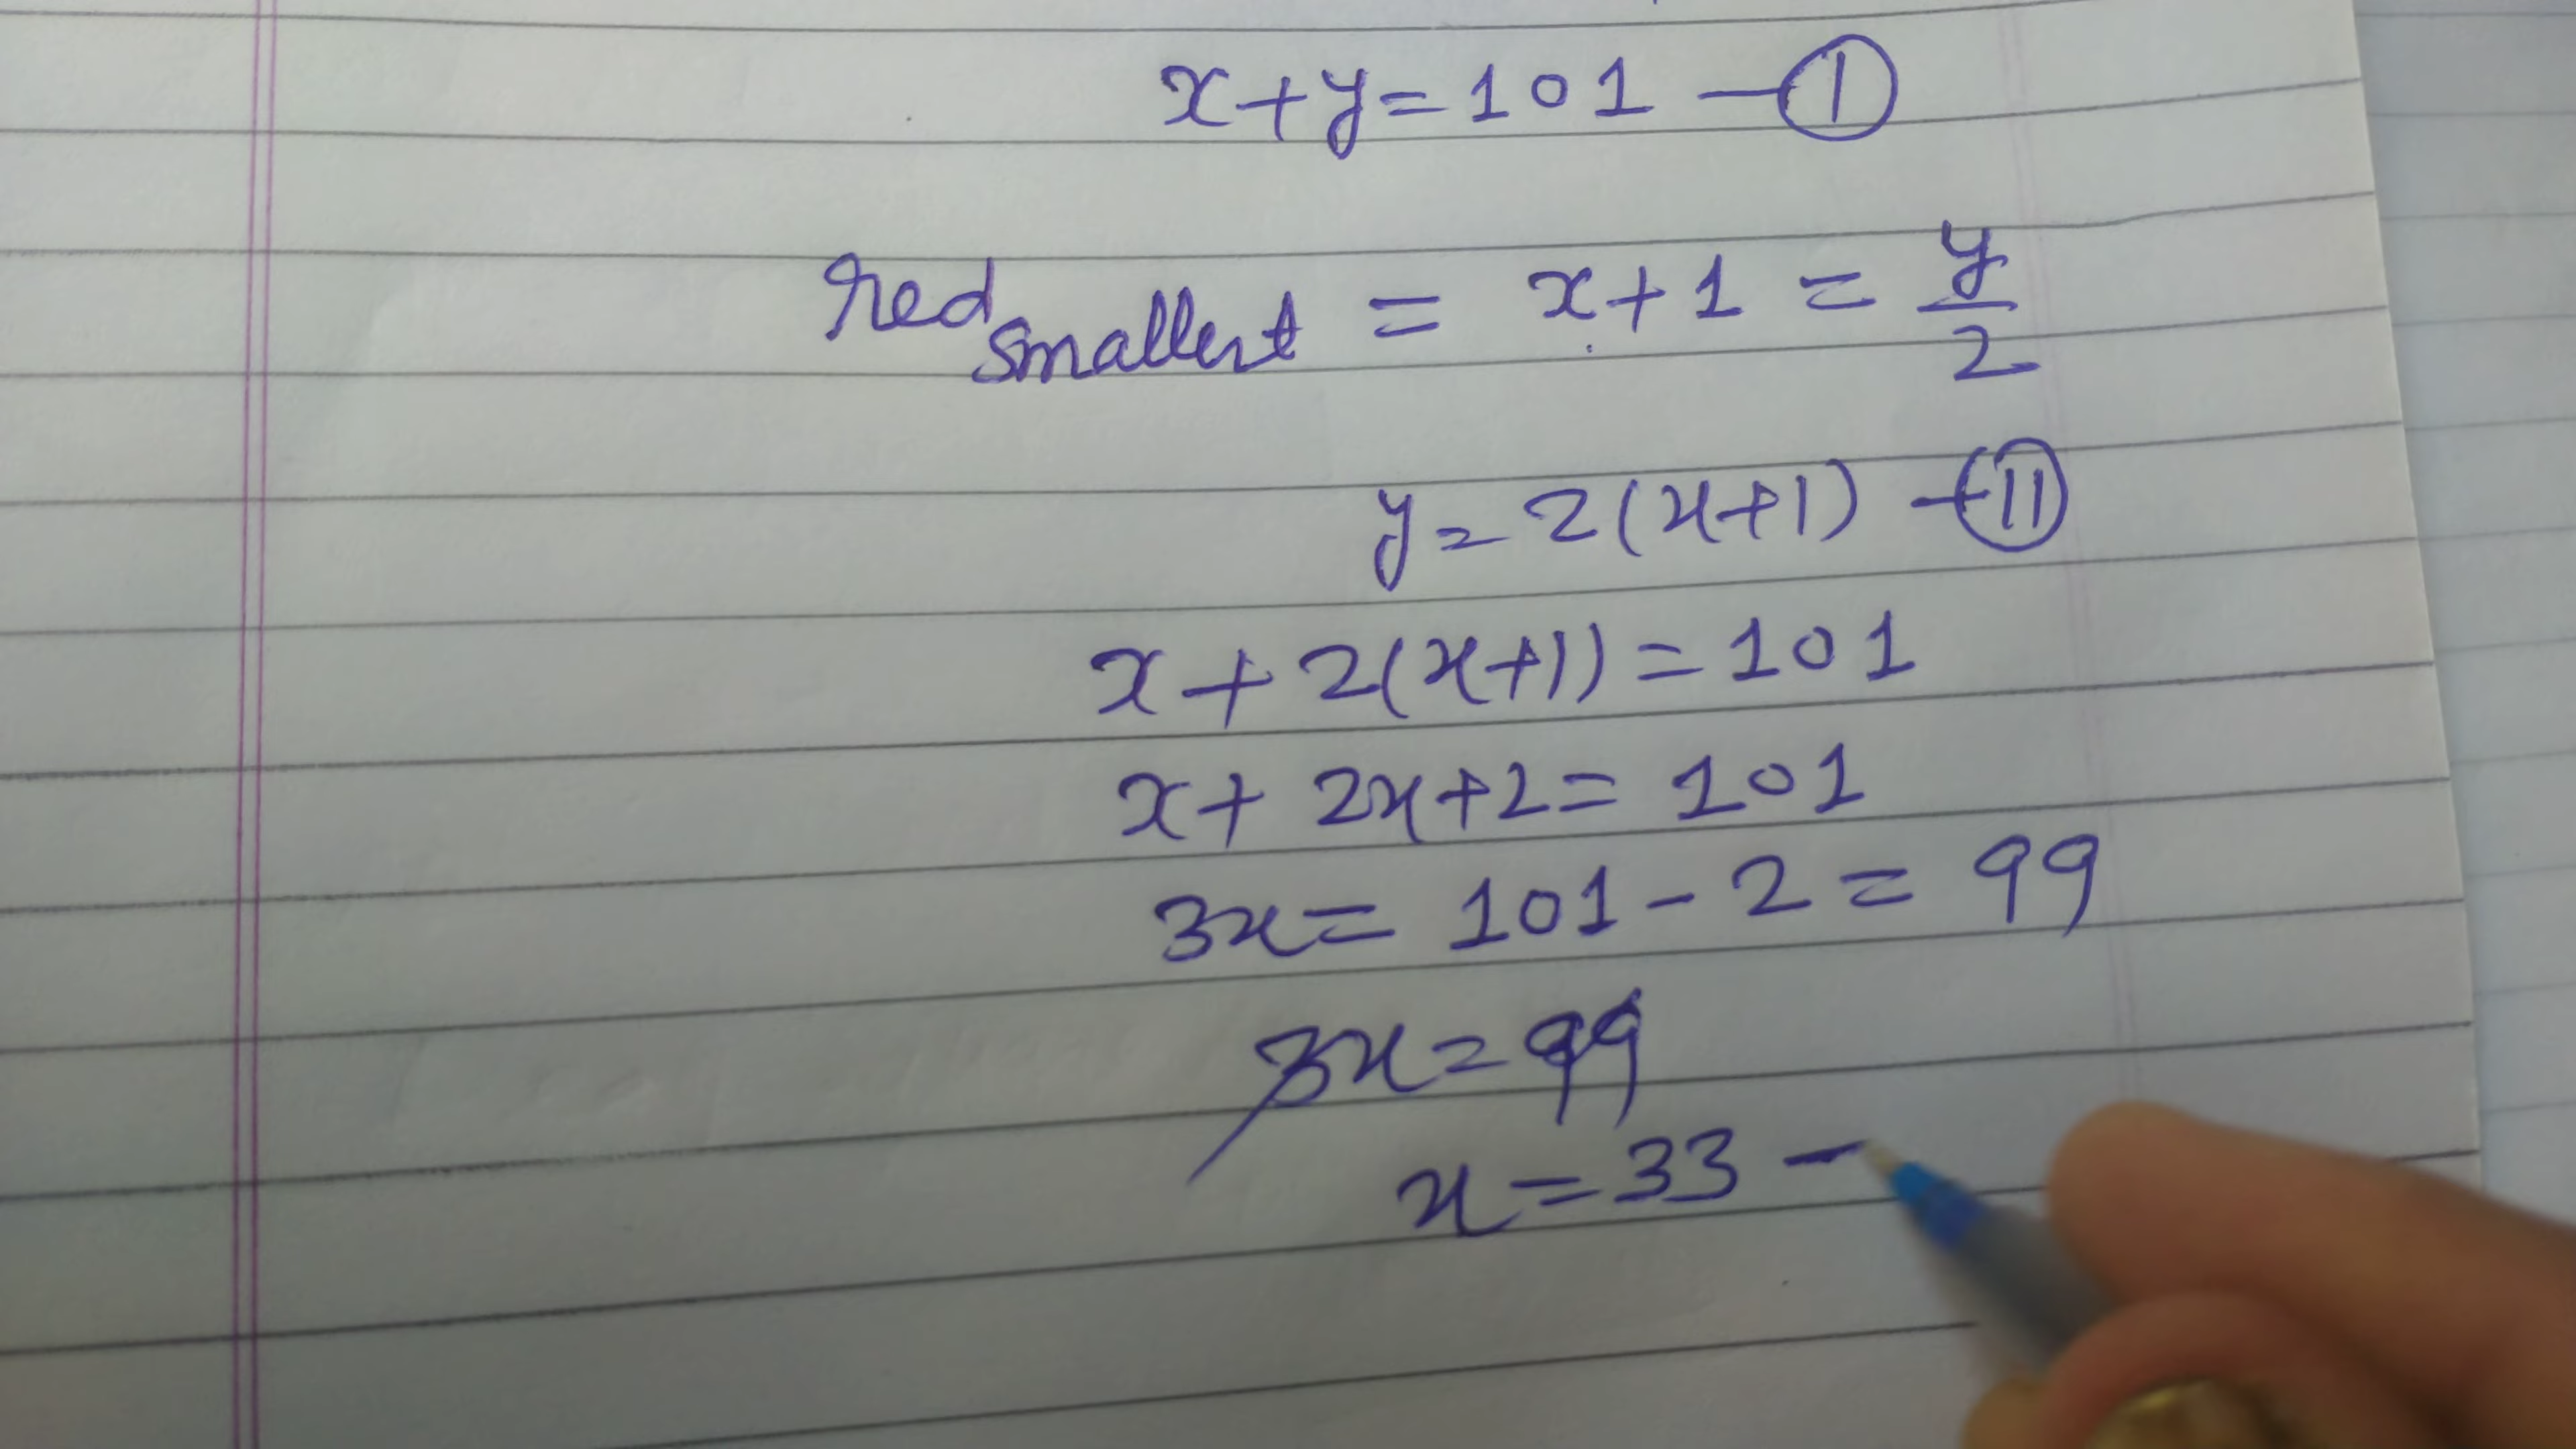 x+y=101 — I
red smallest = x+1 = y/2
y = 2(x+1) — II
x + 2(x+1) = 101
x + 2x+2 = 101
3x = 101 - 2 = 99
3x = 99
x = 33 —